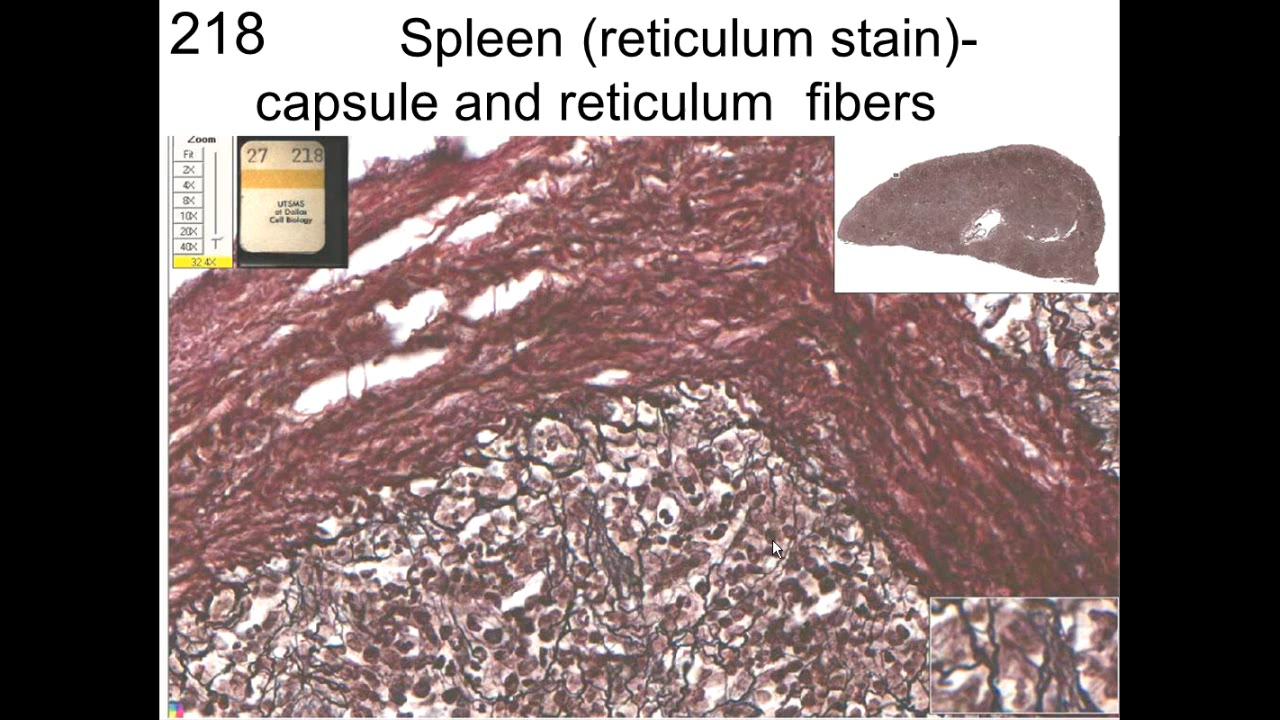 218 Spleen (reticulum stain)-
capsule and reticulum fibers
Zoom
Fit
2X
4X
8X
10X
20X
40X
32.4X
27 218
UTSMS
at Dallas
Cell Biology